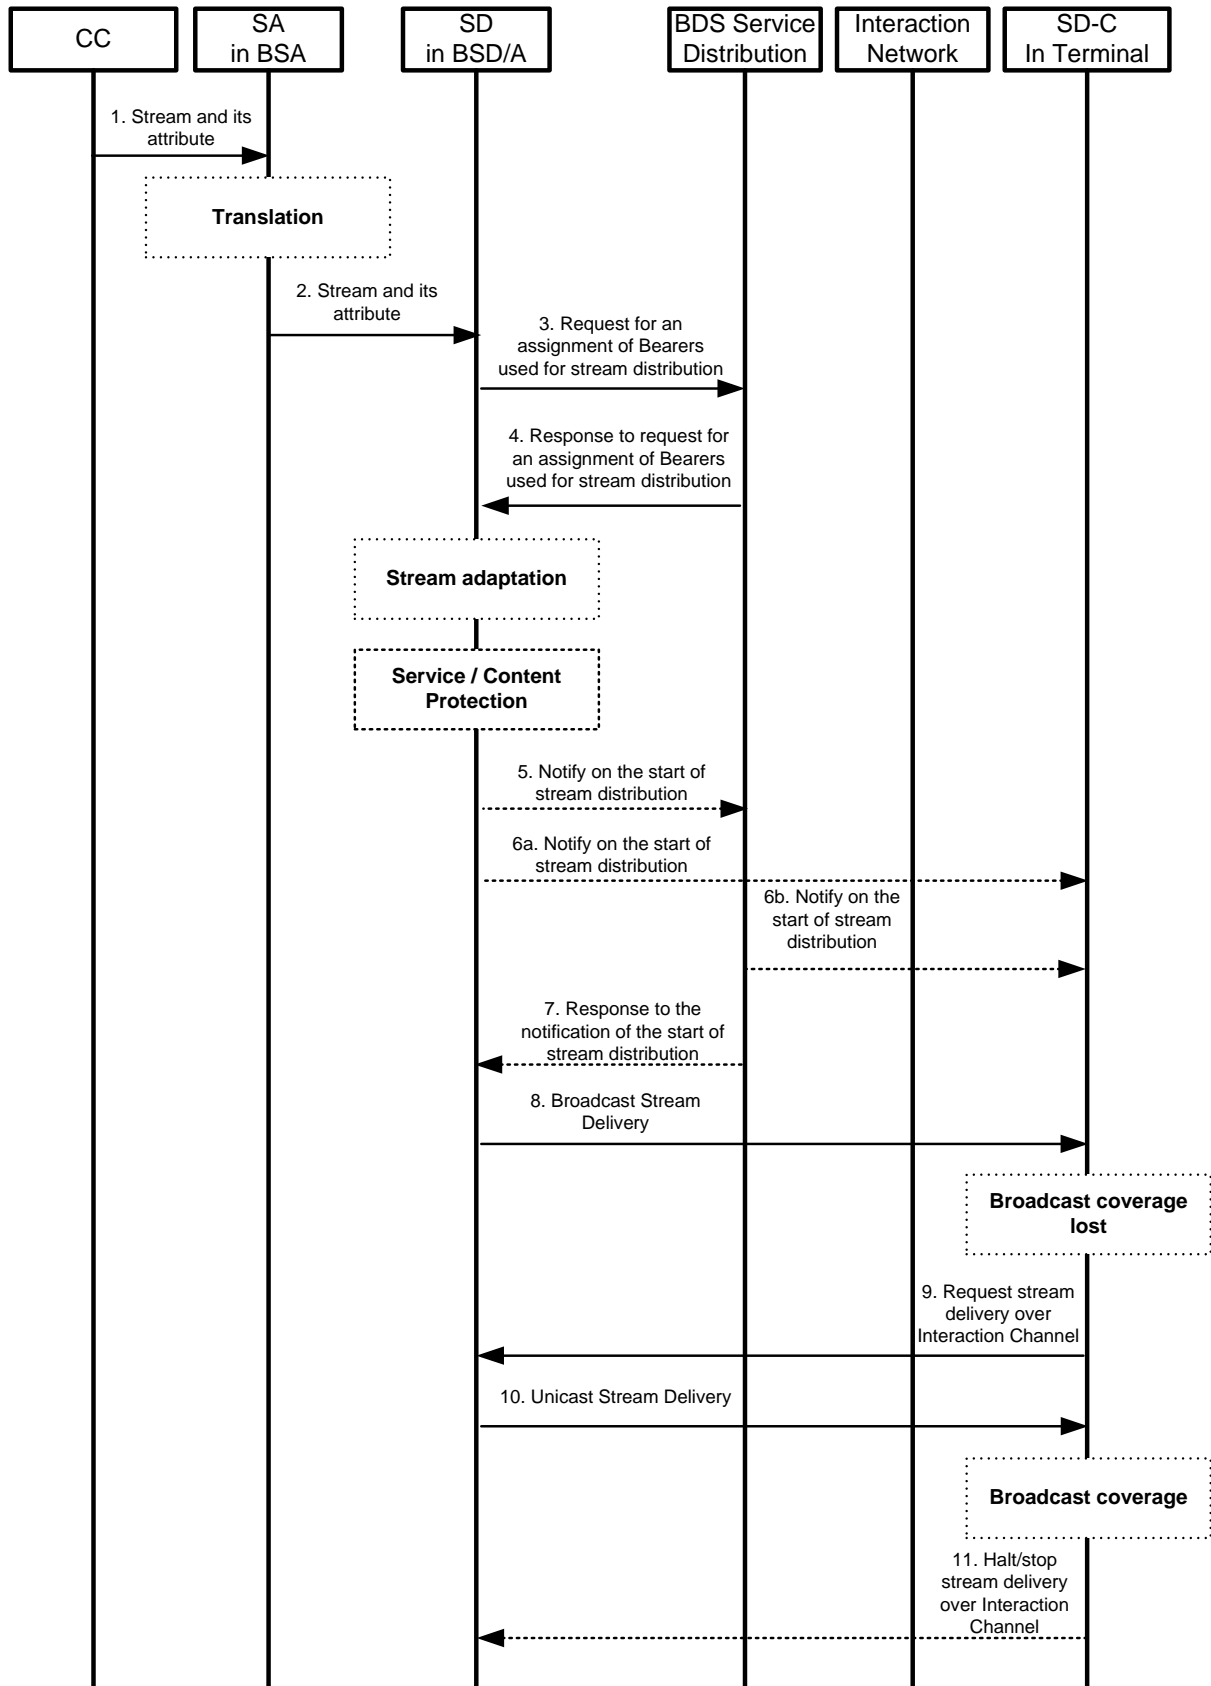 CC
SA
in BSA
SD
in BSD/A
BDS Service
Distribution
Interaction
Network
SD-C
In Terminal
1. Stream and its
attribute
Translation
2. Stream and its
attribute
3. Request for an
assignment of Bearers
used for stream distribution
4. Response to request for
an assignment of Bearers
used for stream distribution
Stream adaptation
Service / Content
Protection
5. Notify on the start of
stream distribution
6a. Notify on the start of
stream distribution
6b. Notify on the
start of stream
distribution
7. Response to the
notification of the start of
stream distribution
8. Broadcast Stream
Delivery
Broadcast coverage
lost
9. Request stream
delivery over
Interaction Channel
10. Unicast Stream Delivery
Broadcast coverage
11. Halt/stop
stream delivery
over Interaction
Channel